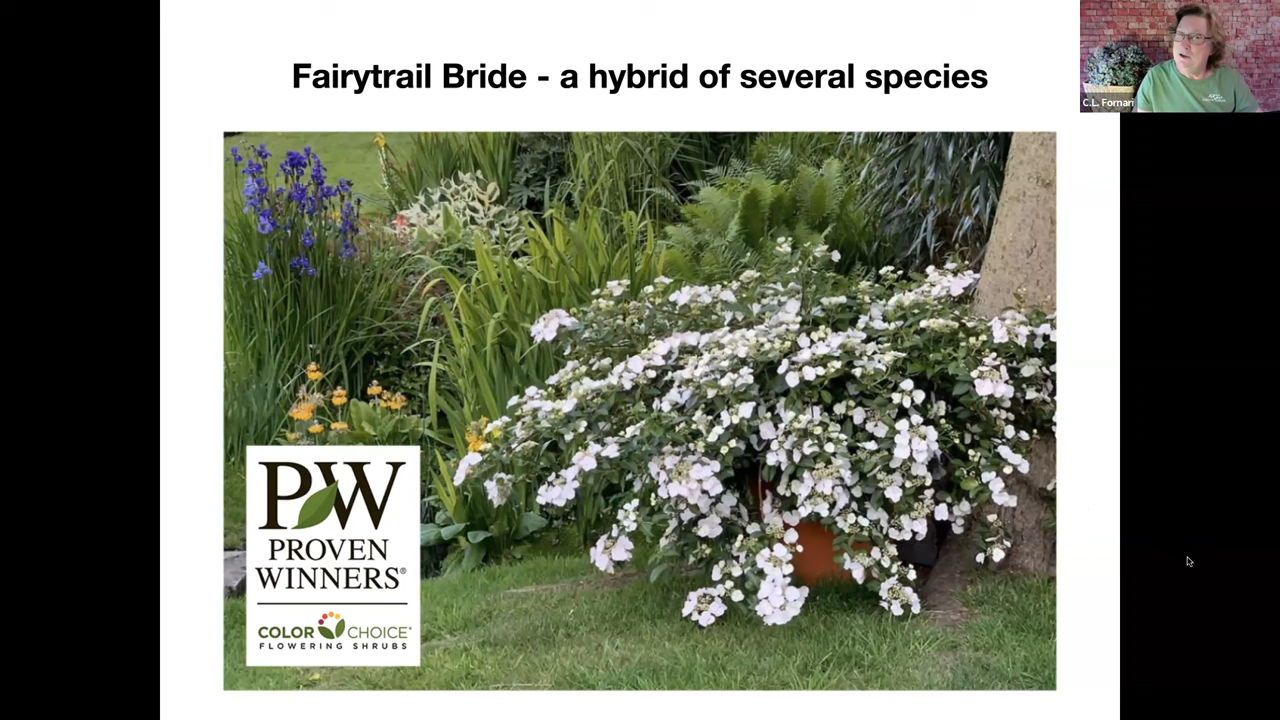 Fairytrail Bride - a hybrid of several species
C.L. Fornari
PW
PROVEN
WINNERS®
COLOR CHOICE®
FLOWERING SHRUBS